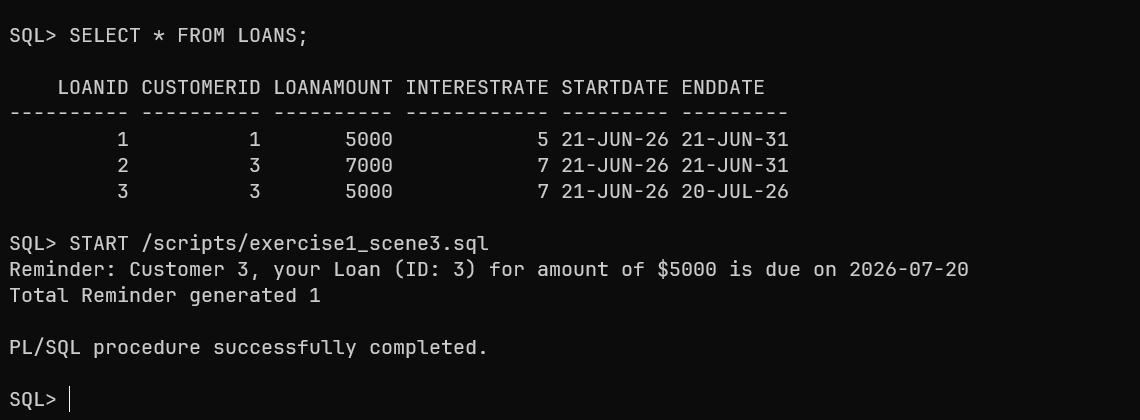 SQL> SELECT * FROM LOANS;
    LOANID CUSTOMERID LOANAMOUNT INTERESTRATE STARTDATE ENDDATE
---------- ---------- ---------- ------------ --------- ---------
         1          1       5000            5 21-JUN-26 21-JUN-31
         2          3       7000            7 21-JUN-26 21-JUN-31
         3          3       5000            7 21-JUN-26 20-JUL-26
SQL> START /scripts/exercise1_scene3.sql
Reminder: Customer 3, your Loan (ID: 3) for amount of $5000 is due on 2026-07-20
Total Reminder generated 1
PL/SQL procedure successfully completed.
SQL>